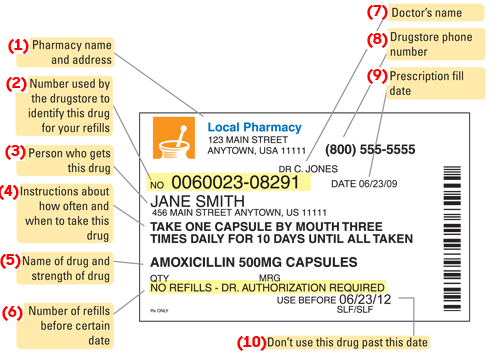 (1) Pharmacy name
and address
(2) Number used by
the drugstore to
identify this drug
for your refills
(3) Person who gets
this drug
(4) Instructions about
how often and
when to take this
drug
(5) Name of drug and
strength of drug
(6) Number of refills
before certain
date
(7) Doctor's name
(8) Drugstore phone
number
(9) Prescription fill
date
Local Pharmacy
123 MAIN STREET
ANYTOWN, USA 11111
(800) 555-5555
DR C. JONES
NO 0060023-08291
DATE 06/23/09
JANE SMITH
456 MAIN STREET ANYTOWN, US 11111
TAKE ONE CAPSULE BY MOUTH THREE
TIMES DAILY FOR 10 DAYS UNTIL ALL TAKEN
AMOXICILLIN 500MG CAPSULES
QTY MRG
NO REFILLS - DR. AUTHORIZATION REQUIRED
USE BEFORE 06/23/12
Rx ONLY SLF/SLF
(10) Don't use this drug past this date